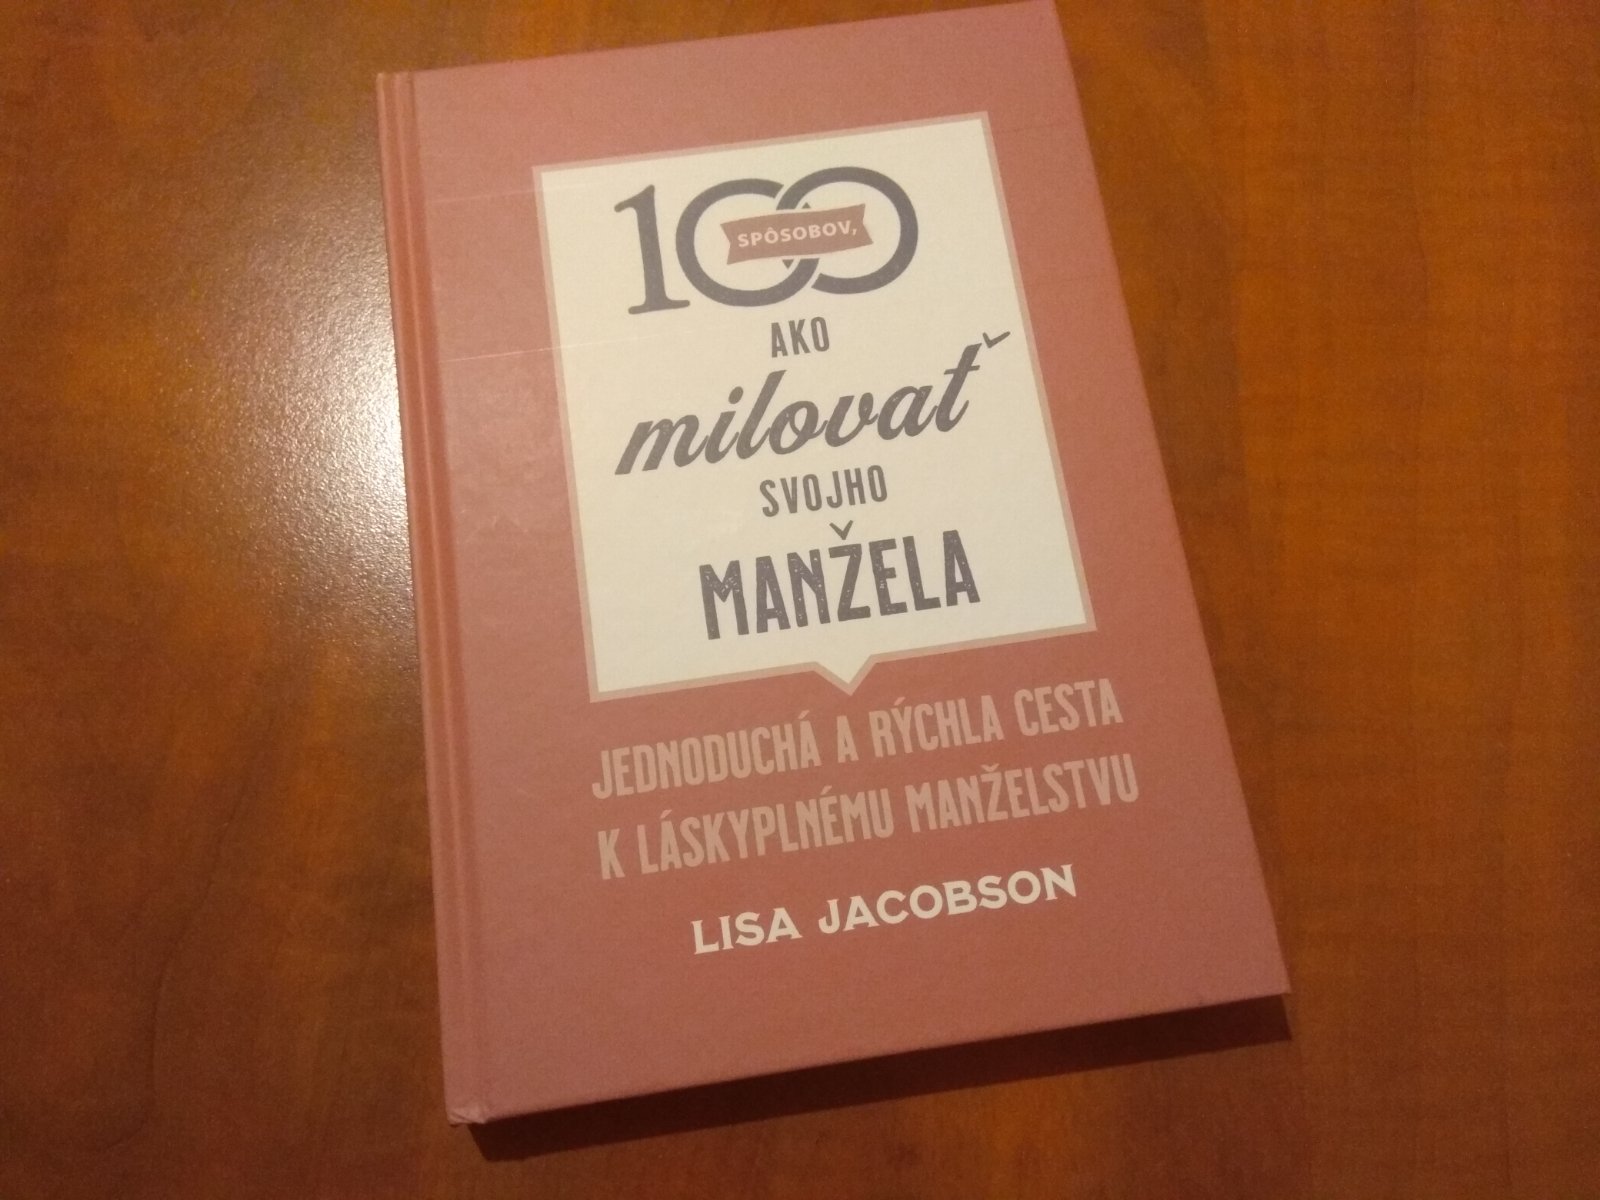 100
SPÔSOBOV,
AKO
milovať
SVOJHO
MANŽELA
JEDNODUCHÁ A RÝCHLA CESTA
K LÁSKYPLNÉMU MANŽELSTVU
LISA JACOBSON